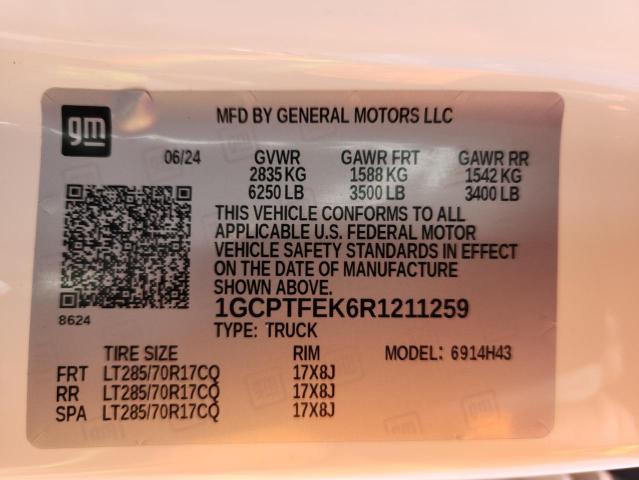 gm
MFD BY GENERAL MOTORS LLC
06/24 GVWR GAWR FRT GAWR RR
2835 KG 1588 KG 1542 KG
6250 LB 3500 LB 3400 LB
THIS VEHICLE CONFORMS TO ALL
APPLICABLE U.S. FEDERAL MOTOR
VEHICLE SAFETY STANDARDS IN EFFECT
ON THE DATE OF MANUFACTURE
SHOWN ABOVE.
8624
1GCPTFEK6R1211259
TYPE: TRUCK
TIRE SIZE RIM MODEL: 6914H43
FRT LT285/70R17CQ 17X8J
RR LT285/70R17CQ 17X8J
SPA LT285/70R17CQ 17X8J